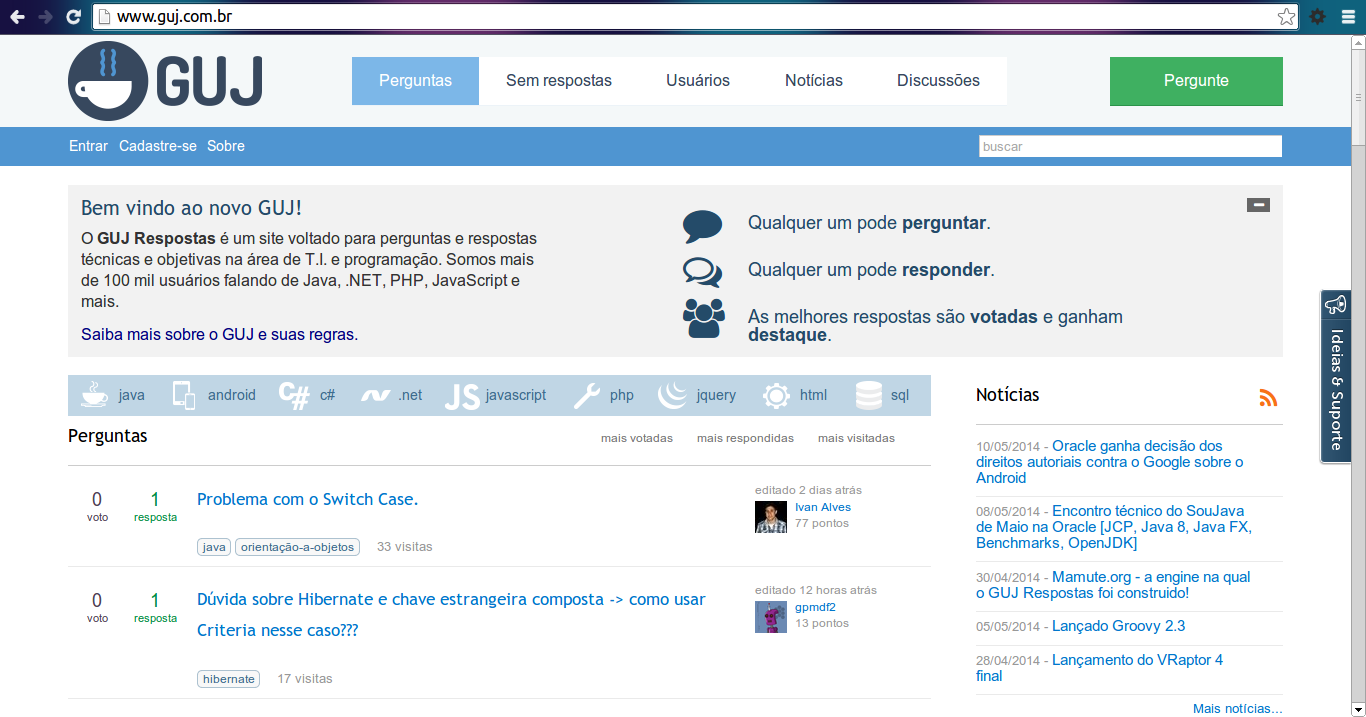 www.guj.com.br
GUJ
Perguntas Sem respostas Usuários Notícias Discussões
Pergunte
Entrar Cadastre-se Sobre
buscar
Bem vindo ao novo GUJ!
O GUJ Respostas é um site voltado para perguntas e respostas
técnicas e objetivas na área de T.I. e programação. Somos mais
de 100 mil usuários falando de Java, .NET, PHP, JavaScript e
mais.
Saiba mais sobre o GUJ e suas regras.
Qualquer um pode perguntar.
Qualquer um pode responder.
As melhores respostas são votadas e ganham
destaque.
Ideias & Suporte
java android C# c# .net JS javascript php jquery html sql
Perguntas
mais votadas mais respondidas mais visitadas
0 1 Problema com o Switch Case.
voto resposta
editado 2 dias atrás
Ivan Alves
77 pontos
java orientação-a-objetos 33 visitas
0 1 Dúvida sobre Hibernate e chave estrangeira composta -> como usar
voto resposta
Criteria nesse caso???
editado 12 horas atrás
gpmdf2
13 pontos
hibernate 17 visitas
Notícias
10/05/2014 - Oracle ganha decisão dos
direitos autoriais contra o Google sobre o
Android
08/05/2014 - Encontro técnico do SouJava
de Maio na Oracle [JCP, Java 8, Java FX,
Benchmarks, OpenJDK]
30/04/2014 - Mamute.org - a engine na qual
o GUJ Respostas foi construido!
05/05/2014 - Lançado Groovy 2.3
28/04/2014 - Lançamento do VRaptor 4
final
Mais notícias...